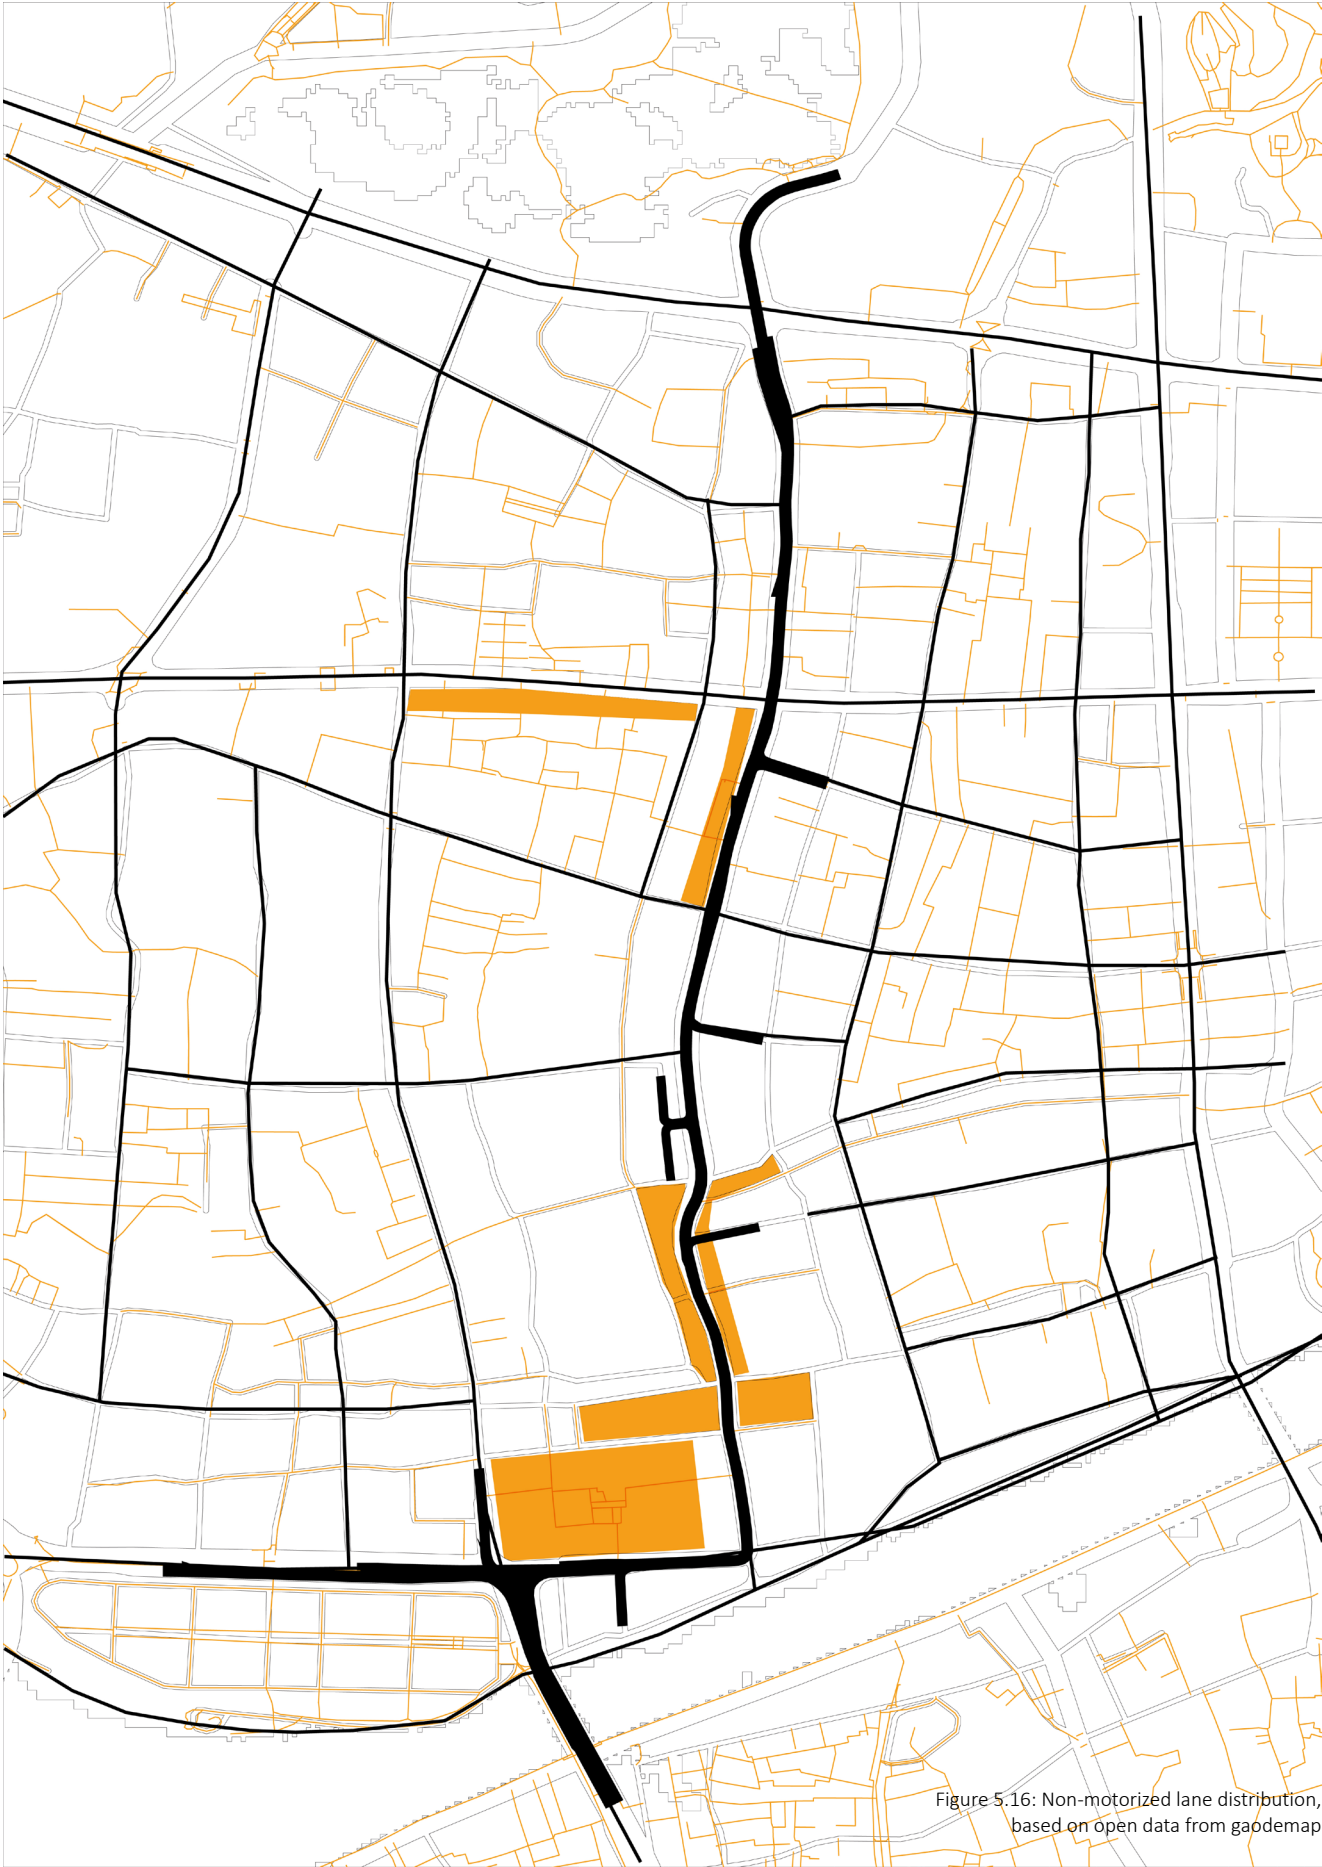 Figure 5.16: Non-motorized lane distribution,
based on open data from gaodemap